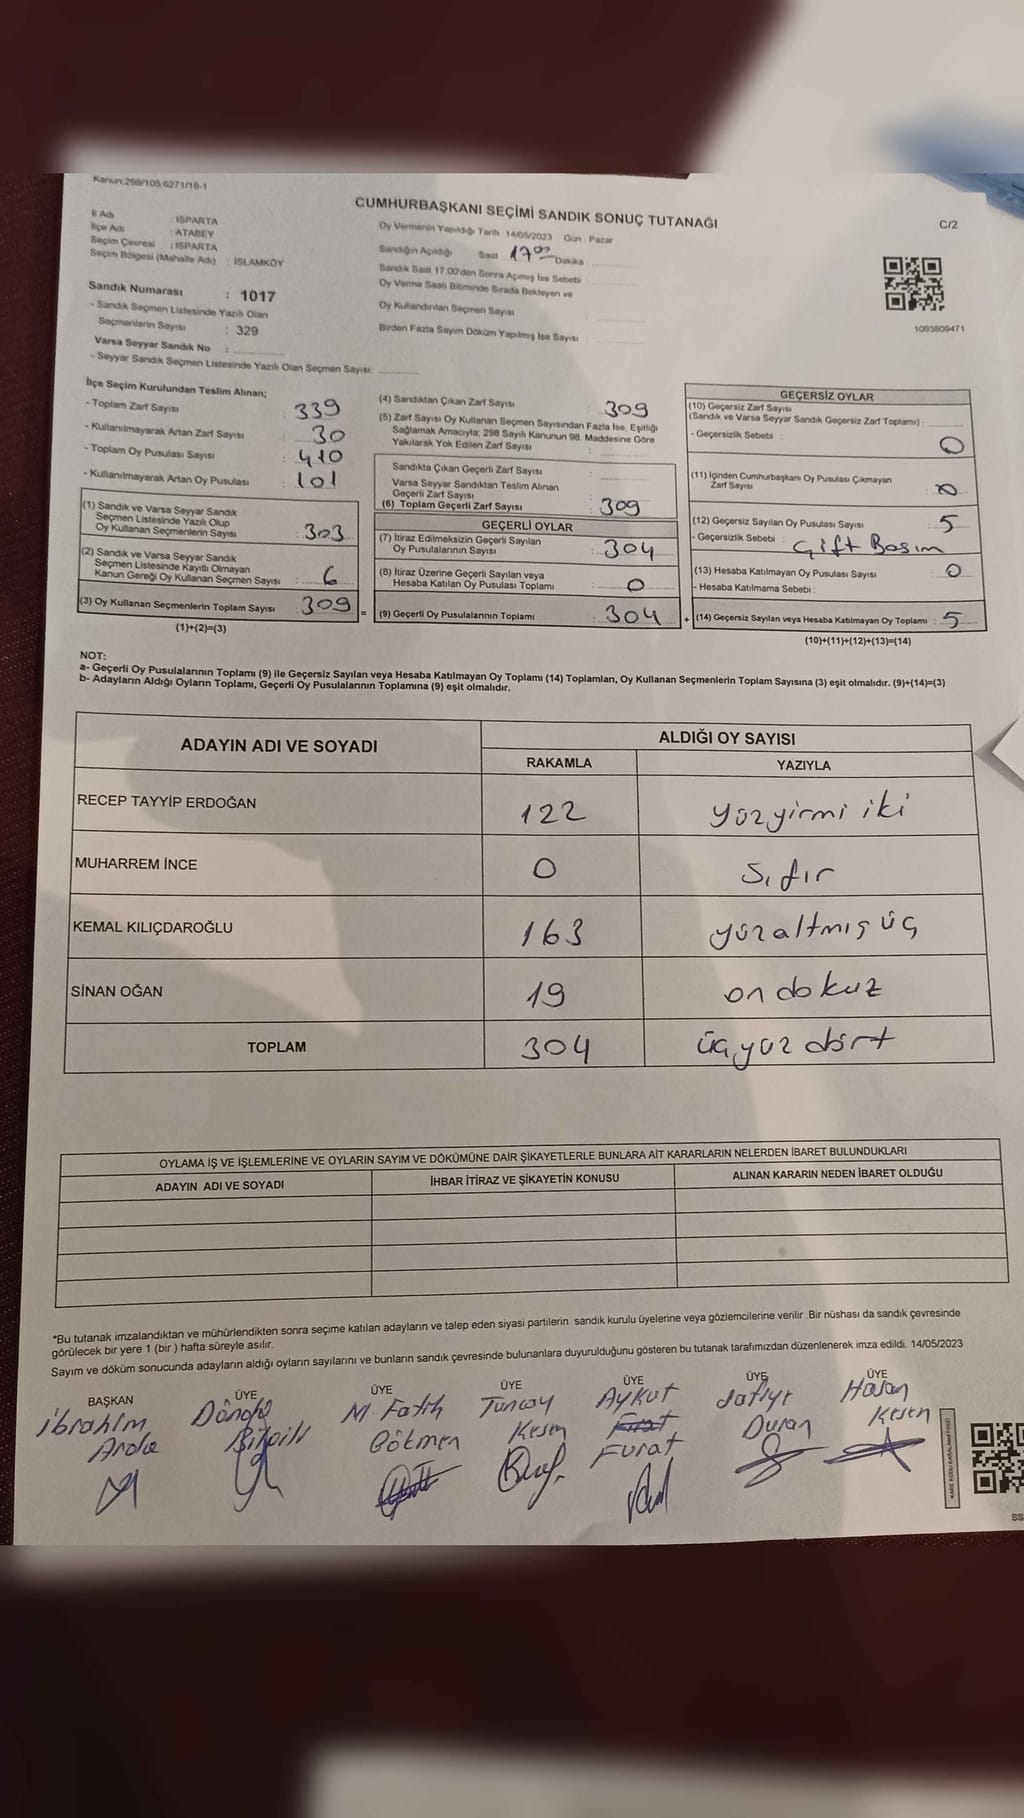 Kanun:298/105,6271/18-1
CUMHURBAŞKANI SEÇİMİ SANDIK SONUÇ TUTANAĞI
C/2
İl Adı : ISPARTA
İlçe Adı : ATABEY
Seçim Çevresi : ISPARTA
Seçim Bölgesi (Mahalle Adı) : İSLAMKÖY
Sandık Numarası : 1017
- Sandık Seçmen Listesinde Yazılı Olan
Seçmenlerin Sayısı : 329
Varsa Seyyar Sandık No :
- Seyyar Sandık Seçmen Listesinde Yazılı Olan Seçmen Sayısı:
Oy Vermenin Yapıldığı Tarih :14/05/2023 Gün : Pazar
Sandığın Açıldığı Saat 17 00 Dakika
Sandık Saat 17:00'den Sonra Açımış İse Sebebi
Oy Verme Saati Bitiminde Sırada Bekleyen ve
Oy Kullandırılan Seçmen Sayısı :
Birden Fazla Sayım Döküm Yapılmış İse Sayısı
1093809471
İlçe Seçim Kurulundan Teslim Alınan;
- Toplam Zarf Sayısı : 339
- Kullanılmayarak Artan Zarf Sayısı : 30
- Toplam Oy Pusulası Sayısı : 410
- Kullanılmayarak Artan Oy Pusulası : 101
(1) Sandık ve Varsa Seyyar Sandık
Seçmen Listesinde Yazılı Olup
Oy Kullanan Seçmenlerin Sayısı : 303
(2) Sandık ve Varsa Seyyar Sandık
Seçmen Listesinde Kayıtlı Olmayan
Kanun Gereği Oy Kullanan Seçmen Sayısı : 6
(3) Oy Kullanan Seçmenlerin Toplam Sayısı : 309 =
(1)+(2)=(3)
(4) Sandıktan Çıkan Zarf Sayısı : 309
(5) Zarf Sayısı Oy Kullanan Seçmen Sayısından Fazla İse, Eşitliği
Sağlamak Amacıyla; 298 Sayılı Kanunun 98. Maddesine Göre
Yakılarak Yok Edilen Zarf Sayısı :
Sandıkta Çıkan Geçerli Zarf Sayısı :
Varsa Seyyar Sandıktan Teslim Alınan
Geçerli Zarf Sayısı :
(6) Toplam Geçerli Zarf Sayısı : 309
GEÇERLİ OYLAR
(7) İtiraz Edilmeksizin Geçerli Sayılan
Oy Pusulalarının Sayısı : 304
(8) İtiraz Üzerine Geçerli Sayılan veya
Hesaba Katılan Oy Pusulası Toplamı : 0
(9) Geçerli Oy Pusulalarının Toplamı : 304 +
GEÇERSİZ OYLAR
(10) Geçersiz Zarf Sayısı
(Sandık ve Varsa Seyyar Sandık Geçersiz Zarf Toplamı) :
- Geçersizlik Sebebi : 0
(11) İçinden Cumhurbaşkanı Oy Pusulası Çıkmayan
Zarf Sayısı : 0
(12) Geçersiz Sayılan Oy Pusulası Sayısı : 5
- Geçersizlik Sebebi : Çift Basım
(13) Hesaba Katılmayan Oy Pusulası Sayısı : 0
- Hesaba Katılmama Sebebi :
(14) Geçersiz Sayılan veya Hesaba Katılmayan Oy Toplamı : 5
(10)+(11)+(12)+(13)=(14)
NOT:
a- Geçerli Oy Pusulalarının Toplamı (9) ile Geçersiz Sayılan veya Hesaba Katılmayan Oy Toplamı (14) Toplamları, Oy Kullanan Seçmenlerin Toplam Sayısına (3) eşit olmalıdır. (9)+(14)=(3)
b- Adayların Aldığı Oyların Toplamı, Geçerli Oy Pusulalarının Toplamına (9) eşit olmalıdır.
ADAYIN ADI VE SOYADI
ALDIĞI OY SAYISI
RAKAMLA YAZIYLA
RECEP TAYYİP ERDOĞAN 122 yüzyirmi iki
MUHARREM İNCE 0 Sıfır
KEMAL KILIÇDAROĞLU 163 yüzaltmış üç
SİNAN OĞAN 19 on dokuz
TOPLAM 304 üçyüz dört
OYLAMA İŞ VE İŞLEMLERİNE VE OYLARIN SAYIM VE DÖKÜMÜNE DAİR ŞİKAYETLERLE BUNLARA AİT KARARLARIN NELERDEN İBARET BULUNDUKLARI
ADAYIN ADI VE SOYADI İHBAR İTİRAZ VE ŞİKAYETİN KONUSU ALINAN KARARIN NEDEN İBARET OLDUĞU
*Bu tutanak imzalandıktan ve mühürlendikten sonra seçime katılan adayların ve talep eden siyasi partilerin sandık kurulu üyelerine veya gözlemcilerine verilir .Bir nüshası da sandık çevresinde
görülecek bir yere 1 (bir ) hafta süreyle asılır.
Sayım ve döküm sonucunda adayların aldığı oyların sayılarını ve bunların sandık çevresinde bulunanlara duyurulduğunu gösteren bu tutanak tarafımızdan düzenlenerek imza edildi. 14/05/2023
BAŞKAN ÜYE ÜYE ÜYE ÜYE ÜYE ÜYE
İbrahim M. Fatih Tuncay Aykut Hasan
Gökmen Kesen Fırat Duran Kesen
Furat
SS